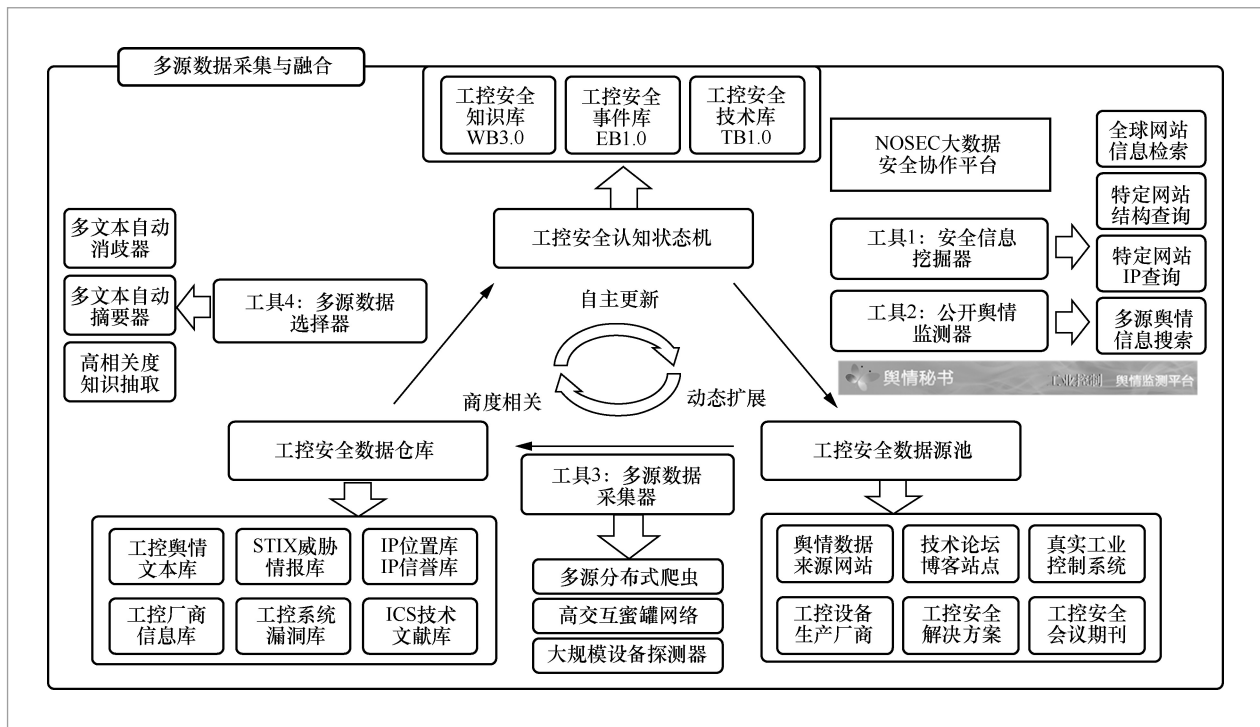 多源数据采集与融合
工控安全
知识库
WB3.0
工控安全
事件库
EB1.0
工控安全
技术库
TB1.0
NOSEC大数据
安全协作平台
全球网站
信息检索
特定网站
结构查询
特定网站
IP查询
多源舆情
信息搜索
多文本自动
消歧器
多文本自动
摘要器
高相关度
知识抽取
工具4：多源数据
选择器
工控安全认知状态机
工具1：安全信息
挖掘器
工具2：公开舆情
监测器
舆情秘书
工业控制 舆情监测平台
自主更新
商度相关
动态扩展
工控安全数据仓库
工具3：多源数据
采集器
工控安全数据源池
工控舆情
文本库
STIX威胁
情报库
IP位置库
IP信誉库
工控厂商
信息库
工控系统
漏洞库
ICS技术
文献库
多源分布式爬虫
高交互蜜罐网络
大规模设备探测器
舆情数据
来源网站
技术论坛
博客站点
真实工业
控制系统
工控设备
生产厂商
工控安全
解决方案
工控安全
会议期刊